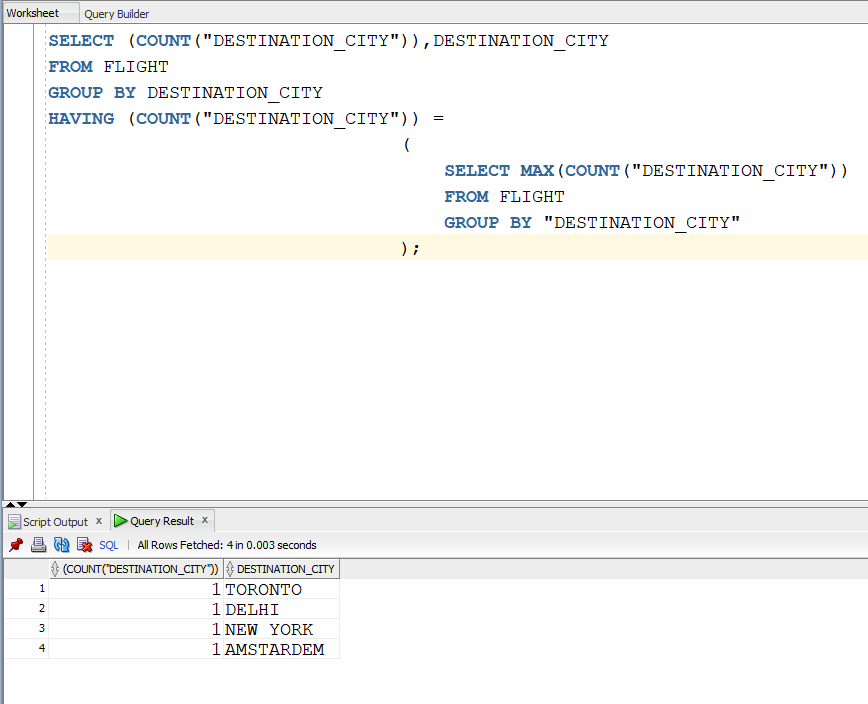 Worksheet Query Builder
SELECT (COUNT("DESTINATION_CITY")),DESTINATION_CITY
FROM FLIGHT
GROUP BY DESTINATION_CITY
HAVING (COUNT("DESTINATION_CITY")) =
(
SELECT MAX(COUNT("DESTINATION_CITY"))
FROM FLIGHT
GROUP BY "DESTINATION_CITY"
);
Script Output x Query Result x
SQL | All Rows Fetched: 4 in 0.003 seconds
(COUNT("DESTINATION_CITY")) DESTINATION_CITY
1 1 TORONTO
2 1 DELHI
3 1 NEW YORK
4 1 AMSTARDEM